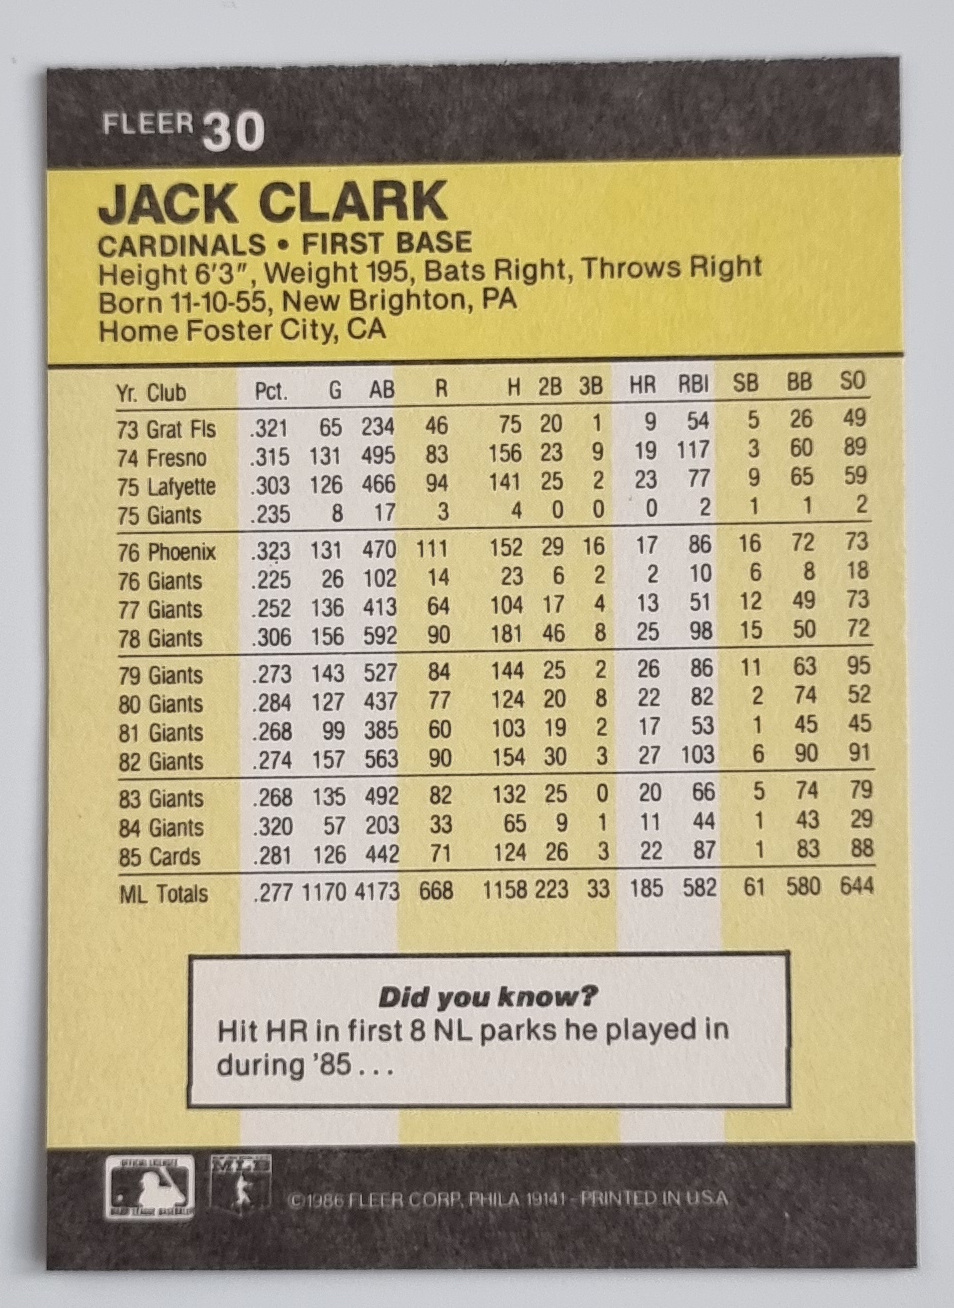 FLEER 30
JACK CLARK
CARDINALS • FIRST BASE
Height 6'3", Weight 195, Bats Right, Throws Right
Born 11-10-55, New Brighton, PA
Home Foster City, CA
Yr. Club Pct. G AB R H 2B 3B HR RBI SB BB SO
73 Grat Fls .321 65 234 46 75 20 1 9 54 5 26 49
74 Fresno .315 131 495 83 156 23 9 19 117 3 60 89
75 Lafyette .303 126 466 94 141 25 2 23 77 9 65 59
75 Giants .235 8 17 3 4 0 0 0 2 1 1 2
76 Phoenix .323 131 470 111 152 29 16 17 86 16 72 73
76 Giants .225 26 102 14 23 6 2 2 10 6 8 18
77 Giants .252 136 413 64 104 17 4 13 51 12 49 73
78 Giants .306 156 592 90 181 46 8 25 98 15 50 72
79 Giants .273 143 527 84 144 25 2 26 86 11 63 95
80 Giants .284 127 437 77 124 20 8 22 82 2 74 52
81 Giants .268 99 385 60 103 19 2 17 53 1 45 45
82 Giants .274 157 563 90 154 30 3 27 103 6 90 91
83 Giants .268 135 492 82 132 25 0 20 66 5 74 79
84 Giants .320 57 203 33 65 9 1 11 44 1 43 29
85 Cards .281 126 442 71 124 26 3 22 87 1 83 88
ML Totals .277 1170 4173 668 1158 223 33 185 582 61 580 644
Did you know?
Hit HR in first 8 NL parks he played in
during '85...
OFFICIAL LICENSEE
MAJOR LEAGUE BASEBALL
MLB
©1986 FLEER CORP, PHILA 19141 - PRINTED IN USA